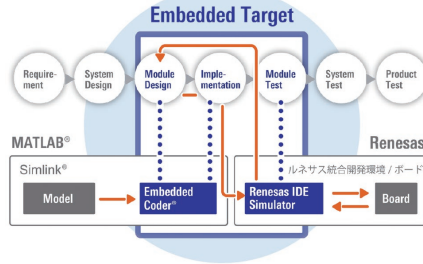 Embedded Target
Require-
ment
System
Design
Module
Design
Imple-
mentation
Module
Test
System
Test
Product
Test
MATLAB®
Renesas
Simlink®
ルネサス統合開発環境 / ボード
Model
Embedded
Coder®
Renesas IDE
Simulator
Board